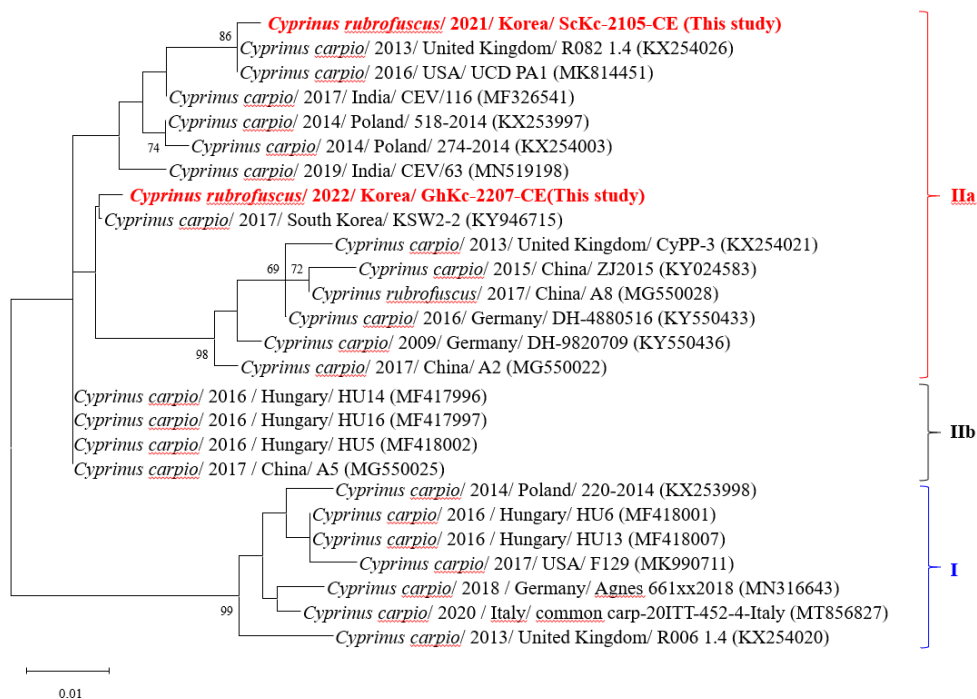 Cyprinus rubrofuscus/ 2021/ Korea/ ScKc-2105-CE (This study)
86
Cyprinus carpio/ 2013/ United Kingdom/ R082 1.4 (KX254026)
Cyprinus carpio/ 2016/ USA/ UCD PA1 (MK814451)
Cyprinus carpio/ 2017/ India/ CEV/116 (MF326541)
Cyprinus carpio/ 2014/ Poland/ 518-2014 (KX253997)
74
Cyprinus carpio/ 2014/ Poland/ 274-2014 (KX254003)
Cyprinus carpio/ 2019/ India/ CEV/63 (MN519198)
Cyprinus rubrofuscus/ 2022/ Korea/ GhKc-2207-CE(This study)
IIa
Cyprinus carpio/ 2017/ South Korea/ KSW2-2 (KY946715)
Cyprinus carpio/ 2013/ United Kingdom/ CyPP-3 (KX254021)
69
72
Cyprinus carpio/ 2015/ China/ ZJ2015 (KY024583)
Cyprinus rubrofuscus/ 2017/ China/ A8 (MG550028)
Cyprinus carpio/ 2016/ Germany/ DH-4880516 (KY550433)
Cyprinus carpio/ 2009/ Germany/ DH-9820709 (KY550436)
98
Cyprinus carpio/ 2017/ China/ A2 (MG550022)
Cyprinus carpio/ 2016 / Hungary/ HU14 (MF417996)
Cyprinus carpio/ 2016 / Hungary/ HU16 (MF417997)
IIb
Cyprinus carpio/ 2016 / Hungary/ HU5 (MF418002)
Cyprinus carpio/ 2017 / China/ A5 (MG550025)
Cyprinus carpio/ 2014/ Poland/ 220-2014 (KX253998)
Cyprinus carpio/ 2016 / Hungary/ HU6 (MF418001)
Cyprinus carpio/ 2016 / Hungary/ HU13 (MF418007)
Cyprinus carpio/ 2017/ USA/ F129 (MK990711)
I
Cyprinus carpio/ 2018 / Germany/ Agnes 661xx2018 (MN316643)
Cyprinus carpio/ 2020 / Italy/ common carp-20ITT-452-4-Italy (MT856827)
99
Cyprinus carpio/ 2013/ United Kingdom/ R006 1.4 (KX254020)
0.01